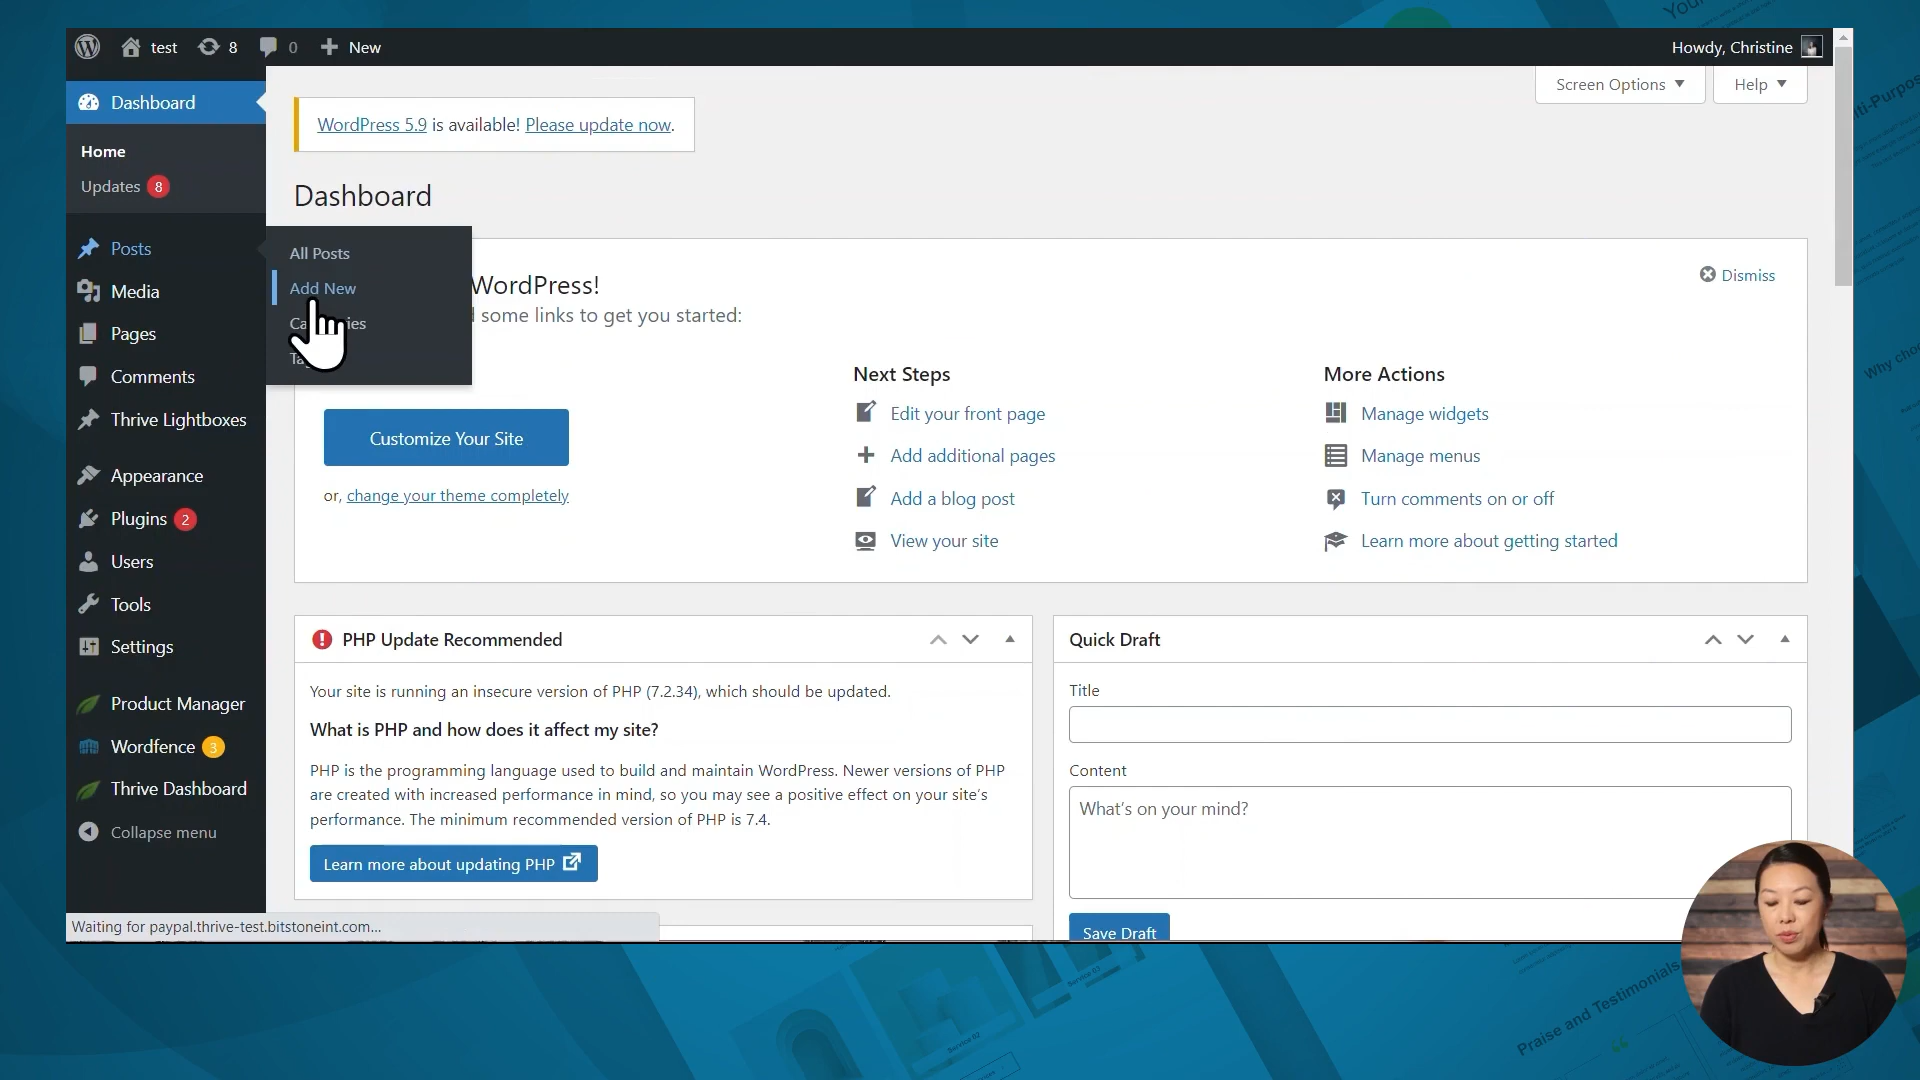 test
8
0
New
Howdy, Christine
Screen Options
Help
Dashboard
Home
Updates 8
Posts
Media
Pages
Comments
Thrive Lightboxes
Appearance
Plugins 2
Users
Tools
Settings
Product Manager
Wordfence 3
Thrive Dashboard
Collapse menu
All Posts
Add New
WordPress 5.9 is available! Please update now.
Dashboard
WordPress!
some links to get you started:
Dismiss
Customize Your Site
or, change your theme completely
Next Steps
Edit your front page
Add additional pages
Add a blog post
View your site
More Actions
Manage widgets
Manage menus
Turn comments on or off
Learn more about getting started
PHP Update Recommended
Your site is running an insecure version of PHP (7.2.34), which should be updated.
What is PHP and how does it affect my site?
PHP is the programming language used to build and maintain WordPress. Newer versions of PHP
are created with increased performance in mind, so you may see a positive effect on your site's
performance. The minimum recommended version of PHP is 7.4.
Learn more about updating PHP
Quick Draft
Title
Content
What's on your mind?
Save Draft
Waiting for paypal.thrive-test.bitstoneint.com...
Why
Service 03
Service 02
Praise and Testimonials